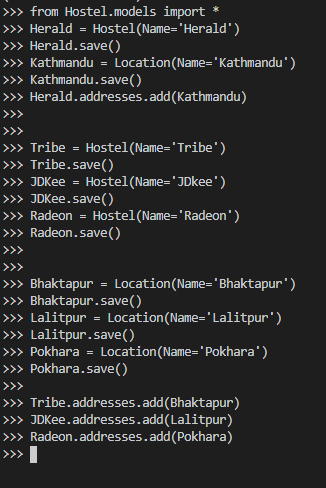 >>> from Hostel.models import *
>>> Herald = Hostel(Name='Herald')
>>> Herald.save()
>>> Kathmandu = Location(Name='Kathmandu')
>>> Kathmandu.save()
>>> Herald.addresses.add(Kathmandu)
>>>
>>>
>>> Tribe = Hostel(Name='Tribe')
>>> Tribe.save()
>>> JDKee = Hostel(Name='JDkee')
>>> JDKee.save()
>>> Radeon = Hostel(Name='Radeon')
>>> Radeon.save()
>>>
>>>
>>> Bhaktapur = Location(Name='Bhaktapur')
>>> Bhaktapur.save()
>>> Lalitpur = Location(Name='Lalitpur')
>>> Lalitpur.save()
>>> Pokhara = Location(Name='Pokhara')
>>> Pokhara.save()
>>>
>>> Tribe.addresses.add(Bhaktapur)
>>> JDKee.addresses.add(Lalitpur)
>>> Radeon.addresses.add(Pokhara)
>>>